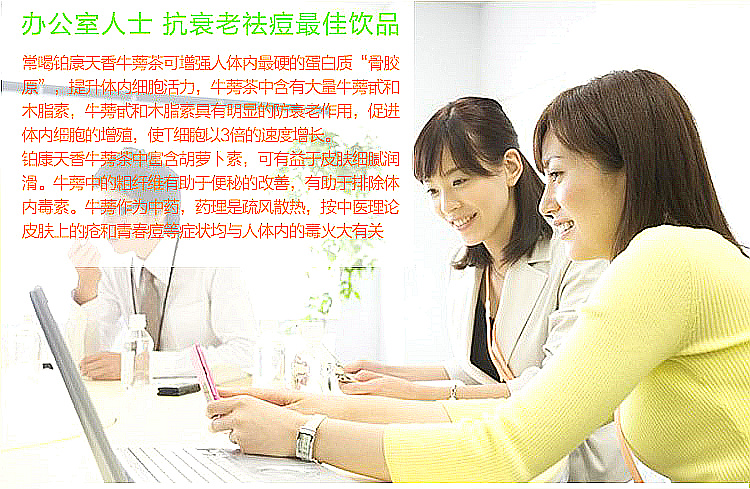 办公室人士 抗衰老祛痘最佳饮品
常喝铂康天香牛蒡茶可增强人体内最硬的蛋白质“骨胶
原”，提升体内细胞活力，牛蒡茶中含有大量牛蒡甙和
木脂素，牛蒡甙和木脂素具有明显的防衰老作用，促进
体内细胞的增殖，使T细胞以3倍的速度增长。
铂康天香牛蒡茶中富含胡萝卜素，可有益于皮肤细腻润
滑。牛蒡中的粗纤维有助于便秘的改善，有助于排除体
内毒素。牛蒡作为中药，药理是疏风散热，按中医理论
皮肤上的疮和青春痘等症状均与人体内的毒火大有关